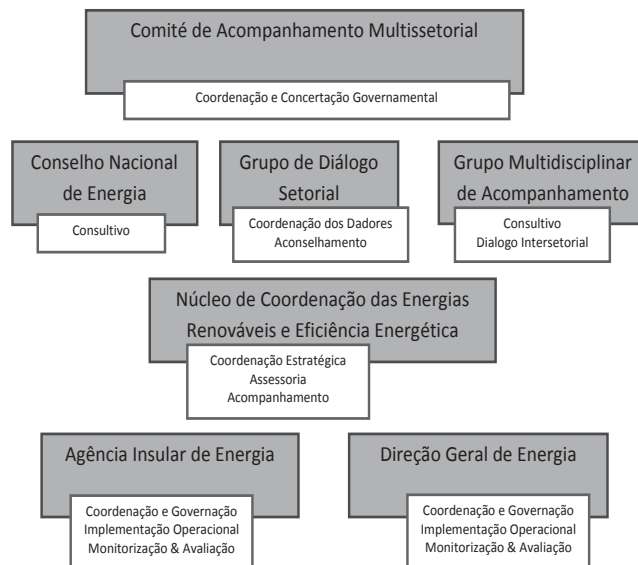 Comité de Acompanhamento Multissetorial
Coordenação e Concertação Governamental
Conselho Nacional
de Energia
Consultivo
Grupo de Diálogo
Setorial
Coordenação dos Dadores
Aconselhamento
Grupo Multidisciplinar
de Acompanhamento
Consultivo
Dialogo Intersetorial
Núcleo de Coordenação das Energias
Renováveis e Eficiência Energética
Coordenação Estratégica
Assessoria
Acompanhamento
Agência Insular de Energia
Coordenação e Governação
Implementação Operacional
Monitorização & Avaliação
Direção Geral de Energia
Coordenação e Governação
Implementação Operacional
Monitorização & Avaliação